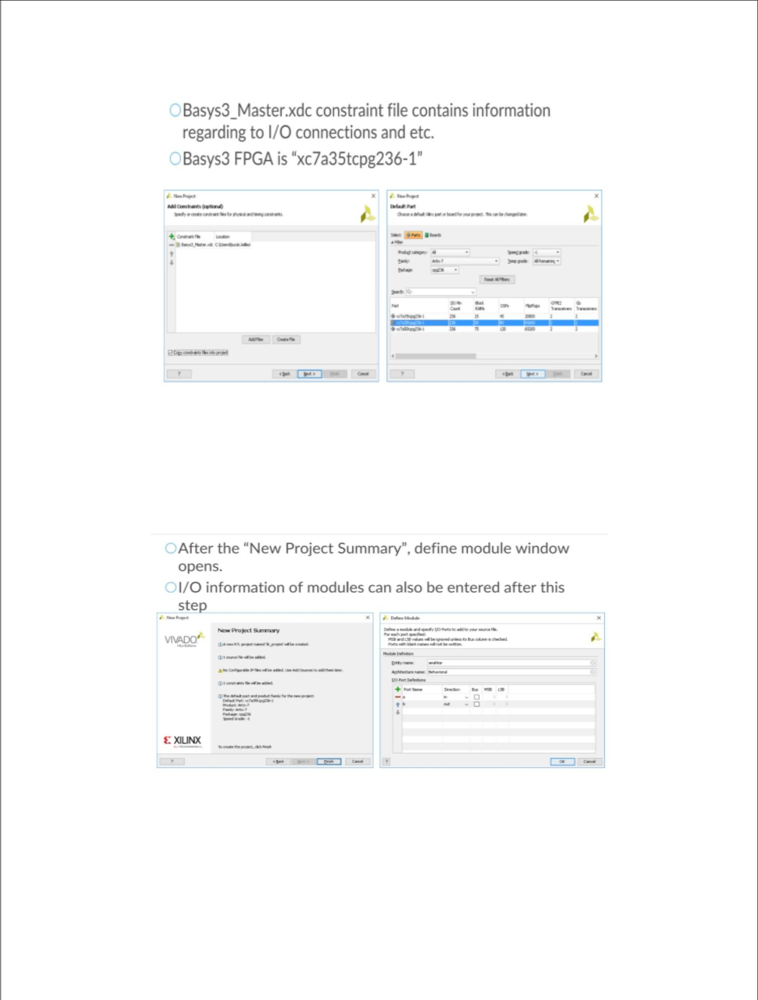 Basys3_Master.xdc constraint file contains information
regarding to I/O connections and etc.
Basys3 FPGA is “xc7a35tcpg236-1”
New Project
Add Constraints (optional)
Specify or create constraint files for physical and timing constraints.
Constraint File Location
Basys3_Master.xdc
Add Files Create File
Copy constraints files into project
? < Back Next > Finish Cancel
New Project
Default Part
Choose a default Xilinx part or board for your project. This can be changed later.
Select: Parts Boards
Filter
Product category: All Speed grade: -1
Family: Artix-7 Temp grade: All Remaining
Package: cpg236
Reset All Filters
Search:
Part I/O Pin Count Block RAMs DSPs FlipFlops GTPE2 Transceivers Gb Transceivers
xc7a15tcpg236-1 236 25 45 20800 2 2
xc7a35tcpg236-1 236 50 90 41600 2 2
xc7a50tcpg236-1 236 75 120 65200 2 2
? < Back Next > Finish Cancel
After the “New Project Summary”, define module window
opens.
I/O information of modules can also be entered after this
step
New Project
VIVADO
HLx Editions
New Project Summary
A new RTL project named 'ilk_projem' will be created.
1 source file will be added.
No Configurable IP files will be added. Use Add Sources to add them later.
1 constraints file will be added.
The default part and product family for the new project:
Default Part: xc7a35tcpg236-1
Product: Artix-7
Family: Artix-7
Package: cpg236
Speed Grade: -1
XILINX
ALL PROGRAMMABLE
To create the project, click Finish
? < Back Next > Finish Cancel
Define Module
Define a module and specify I/O Ports to add to your source file.
For each port specified:
MSB and LSB values will be ignored unless its Bus column is checked.
Ports with blank names will not be written.
Module Definition
Entity name: anahtar
Architecture name: Behavioral
I/O Port Definitions
Port Name Direction Bus MSB LSB
a in 0 0
b out 0 0
? OK Cancel